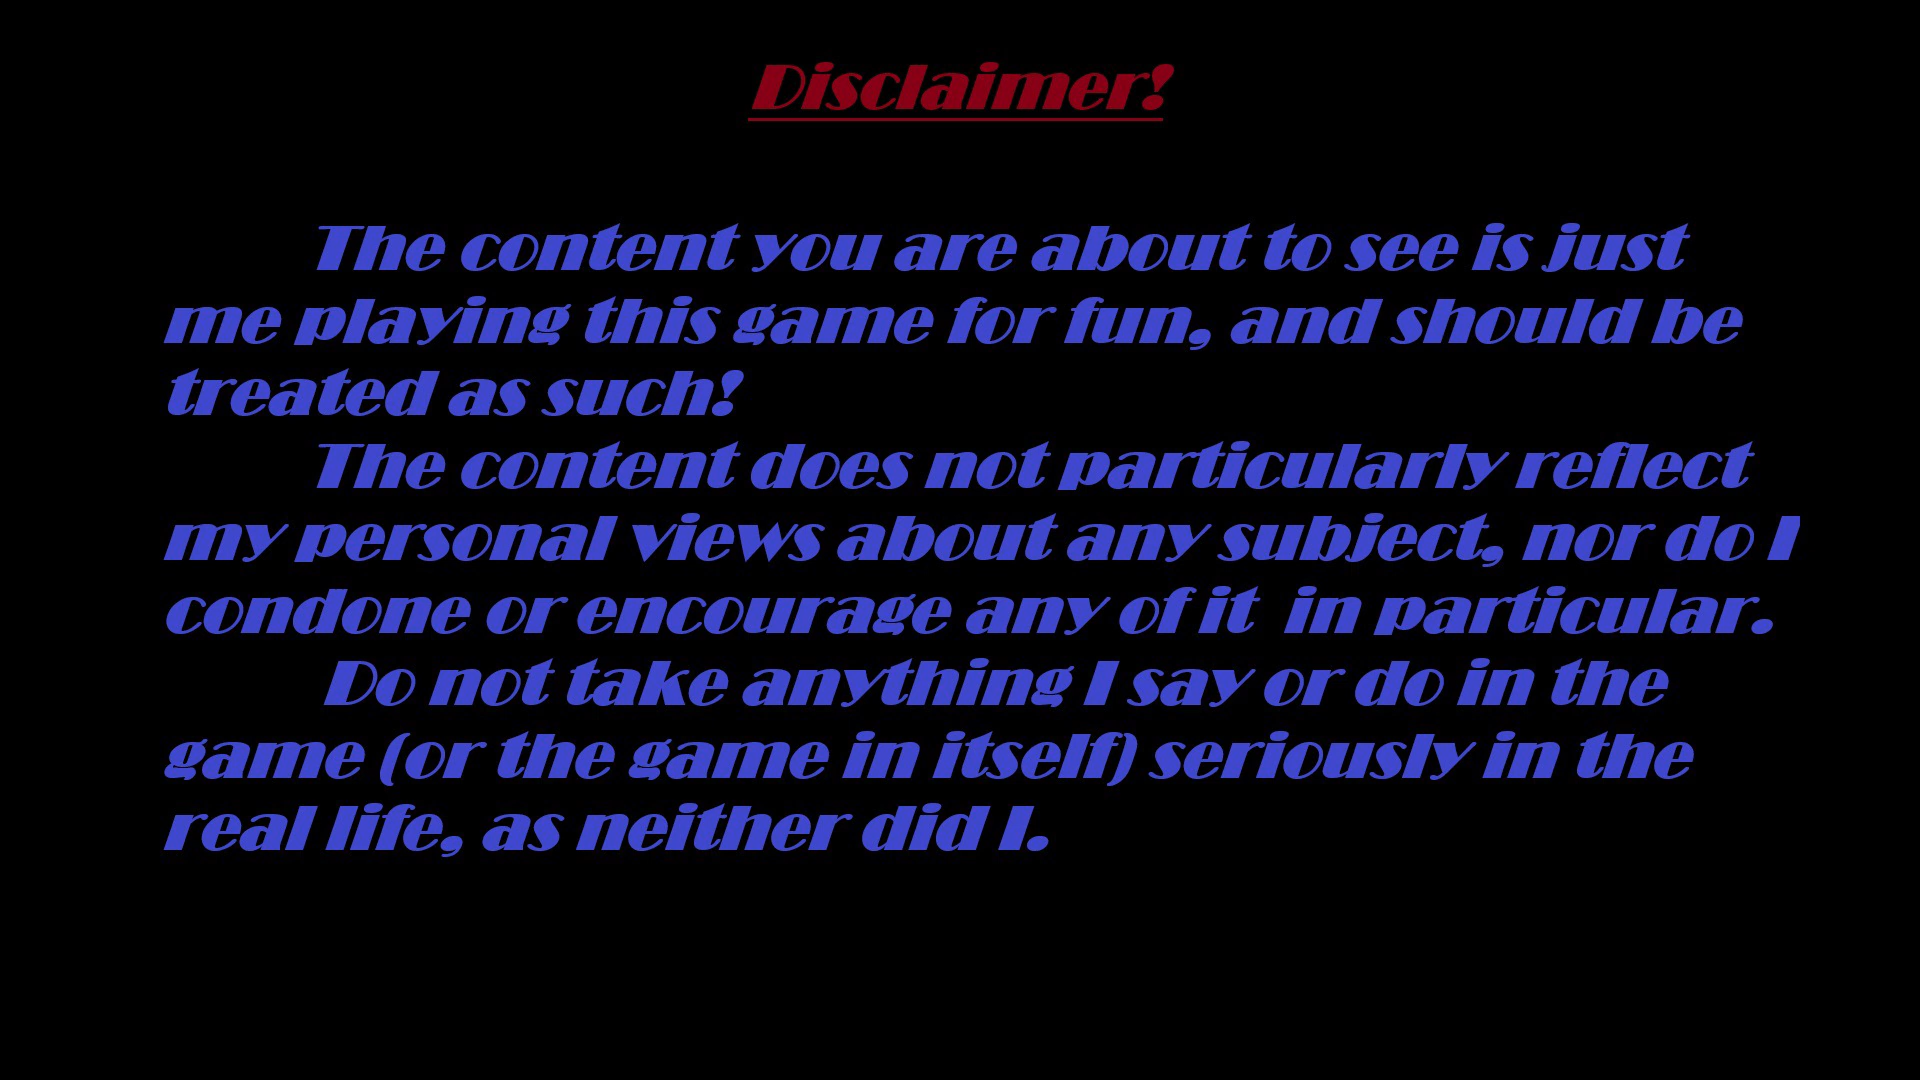 Disclaimer!
The content you are about to see is just
me playing this game for fun, and should be
treated as such!
The content does not particularly reflect
my personal views about any subject, nor do I
condone or encourage any of it  in particular.
Do not take anything I say or do in the
game (or the game in itself) seriously in the
real life, as neither did I.